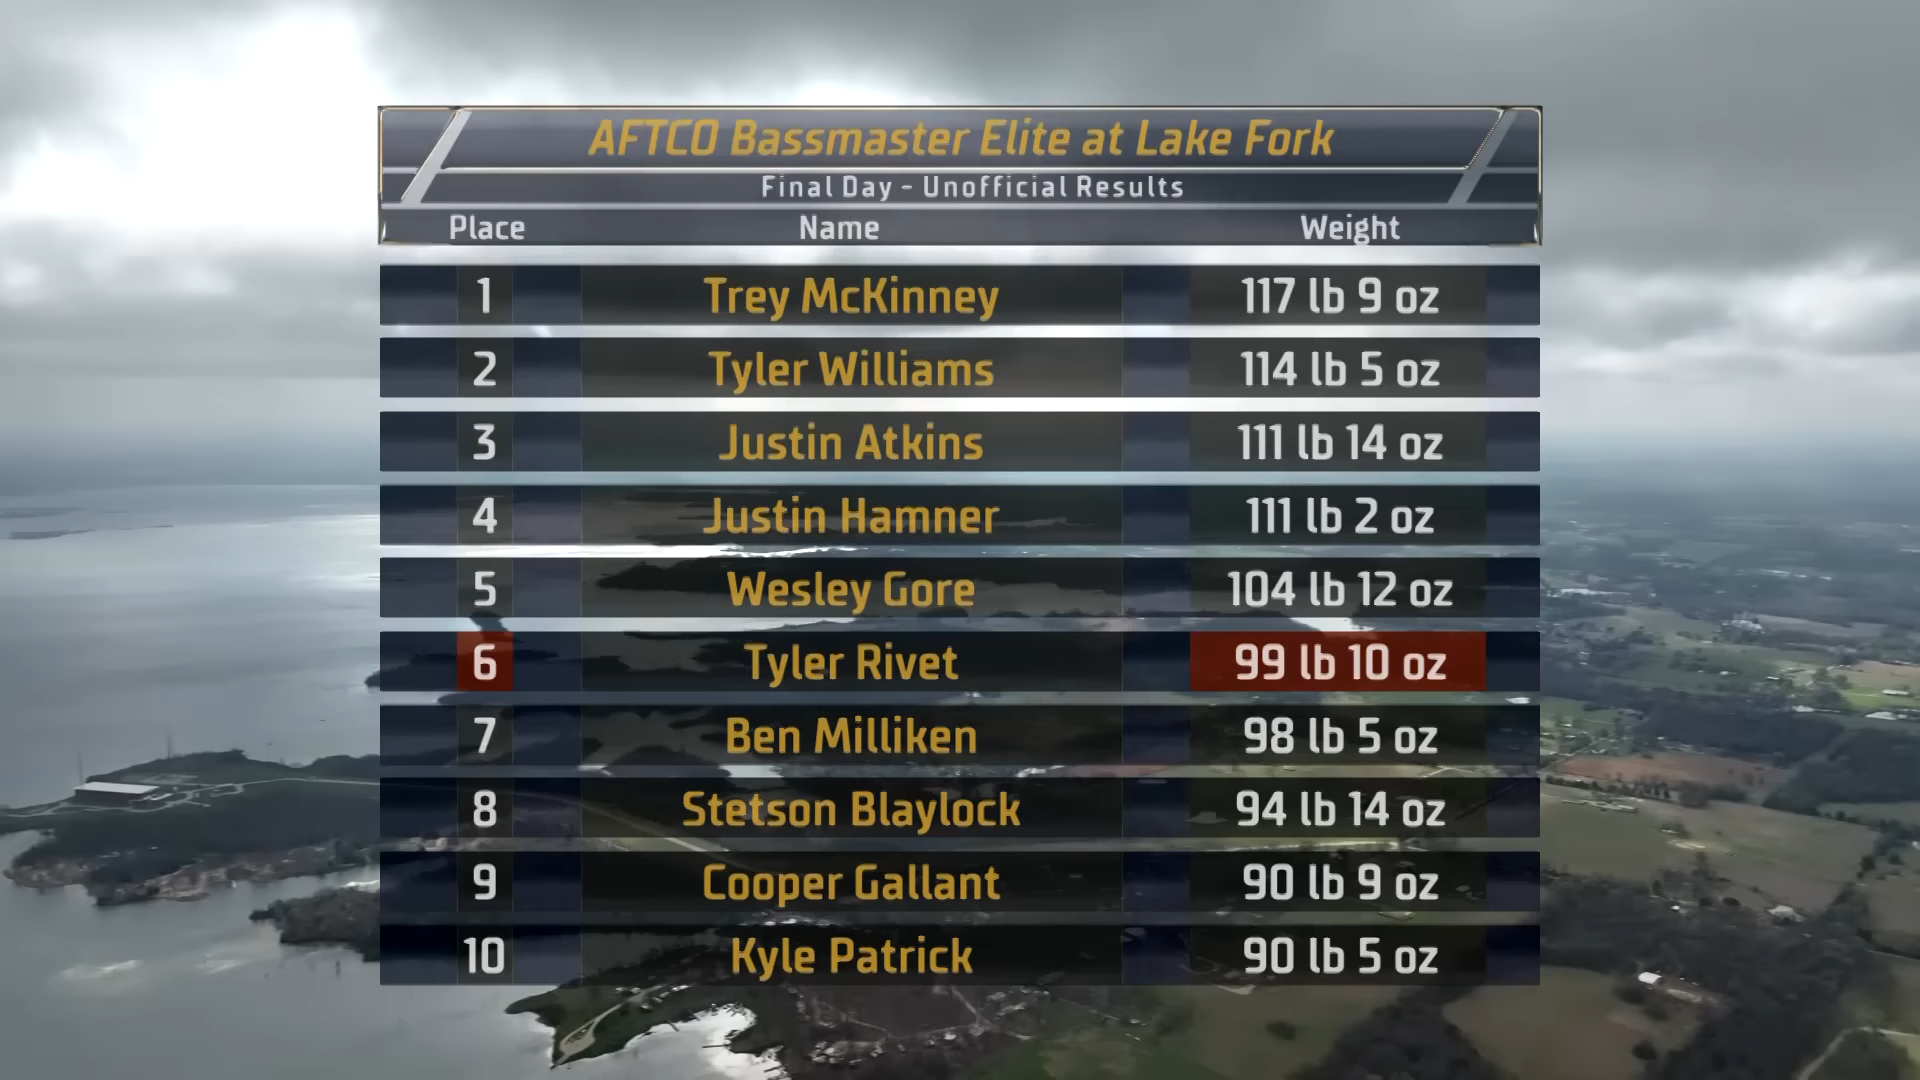 AFTCO Bassmaster Elite at Lake Fork
Final Day - Unofficial Results
Place Name Weight
1 Trey McKinney 117 lb 9 oz
2 Tyler Williams 114 lb 5 oz
3 Justin Atkins 111 lb 14 oz
4 Justin Hamner 111 lb 2 oz
5 Wesley Gore 104 lb 12 oz
6 Tyler Rivet 99 lb 10 oz
7 Ben Milliken 98 lb 5 oz
8 Stetson Blaylock 94 lb 14 oz
9 Cooper Gallant 90 lb 9 oz
10 Kyle Patrick 90 lb 5 oz